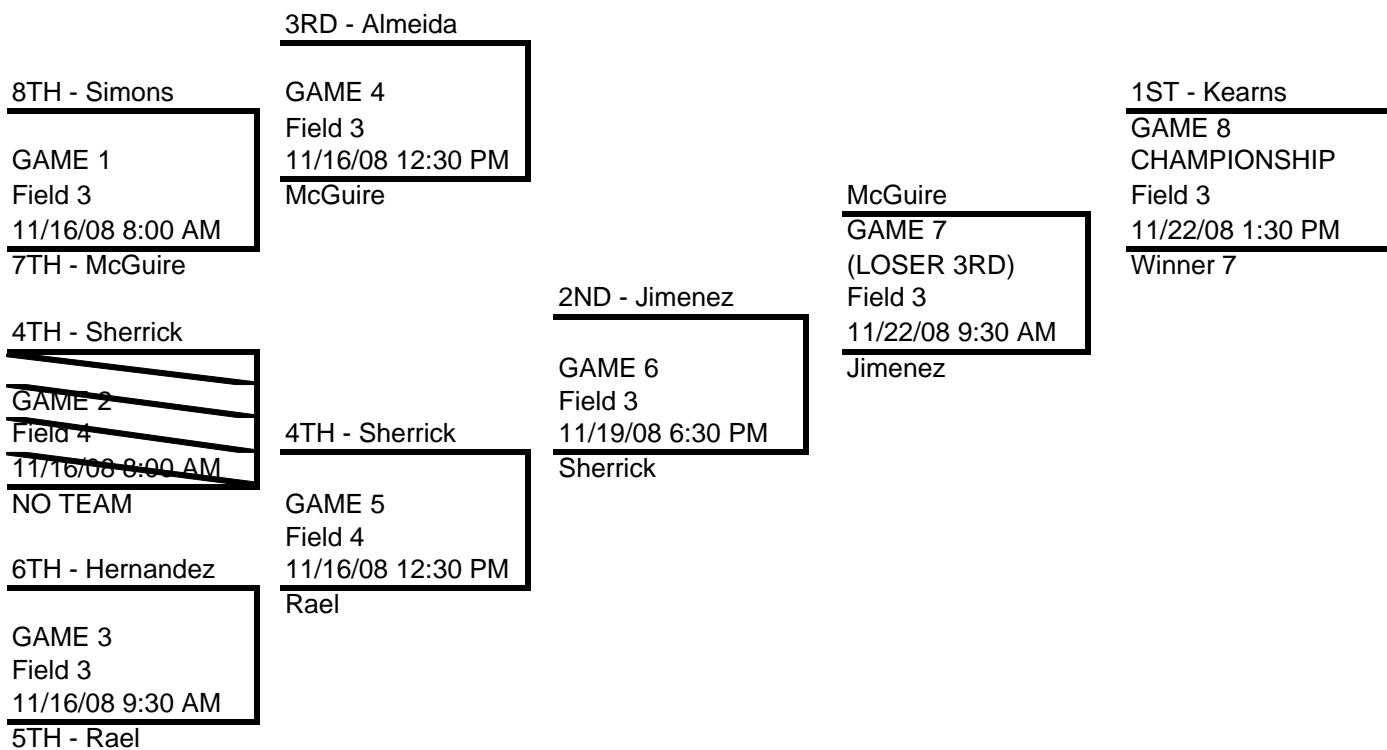 3RD - Almeida
GAME 4
Field 3
11/16/08 12:30 PM
McGuire
8TH - Simons
GAME 1
Field 3
11/16/08 8:00 AM
7TH - McGuire
4TH - Sherrick
GAME 2
Field 4
11/16/08 8:00 AM
NO TEAM
6TH - Hernandez
GAME 3
Field 3
11/16/08 9:30 AM
5TH - Rael
4TH - Sherrick
GAME 5
Field 4
11/16/08 12:30 PM
Rael
2ND - Jimenez
GAME 6
Field 3
11/19/08 6:30 PM
Sherrick
McGuire
GAME 7
(LOSER 3RD)
Field 3
11/22/08 9:30 AM
Jimenez
1ST - Kearns
GAME 8
CHAMPIONSHIP
Field 3
11/22/08 1:30 PM
Winner 7